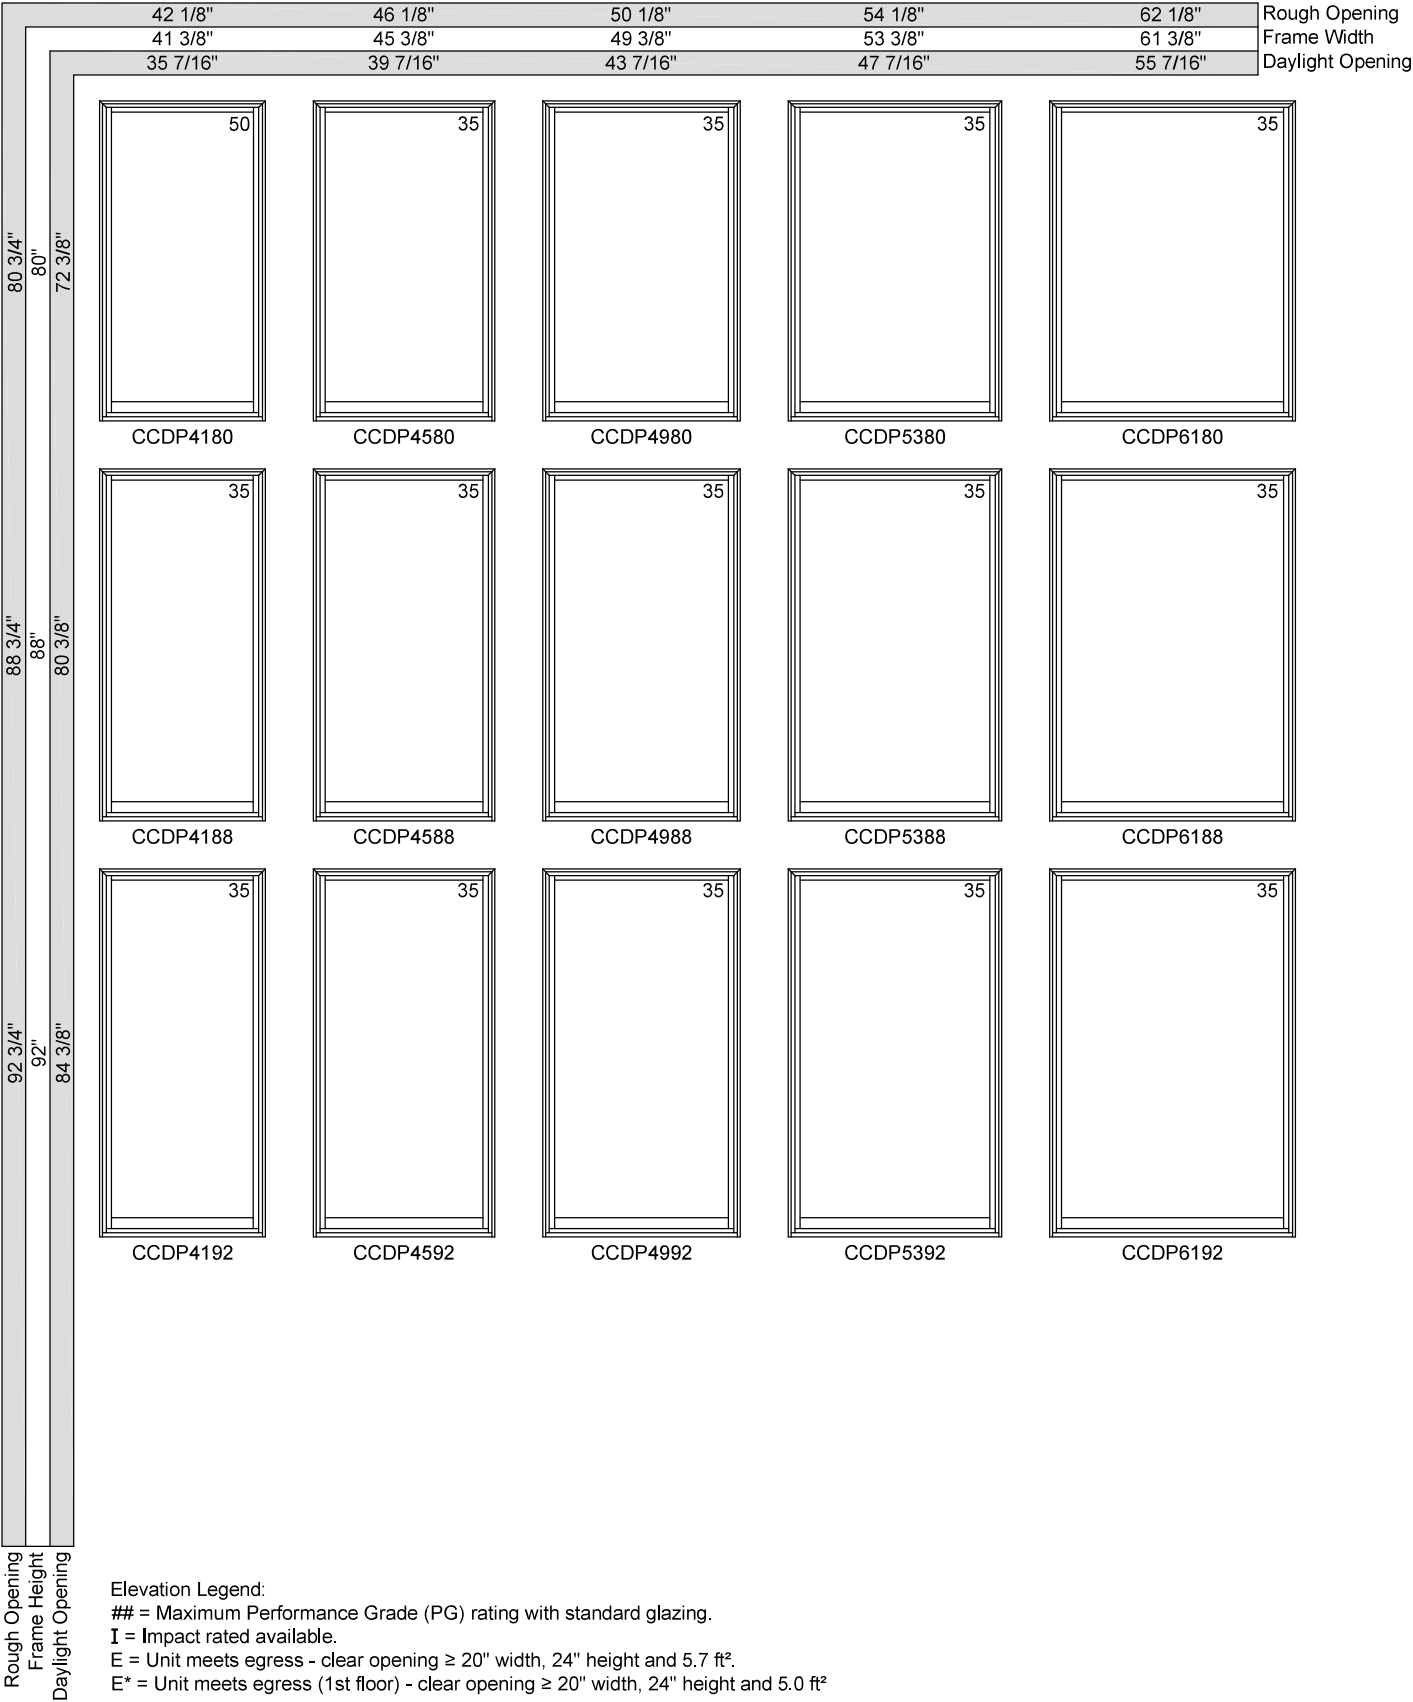 42 1/8" 46 1/8" 50 1/8" 54 1/8" 62 1/8" Rough Opening
41 3/8" 45 3/8" 49 3/8" 53 3/8" 61 3/8" Frame Width
35 7/16" 39 7/16" 43 7/16" 47 7/16" 55 7/16" Daylight Opening
50 35 35 35 35
80 3/4" 80" 72 3/8"
CCDP4180 CCDP4580 CCDP4980 CCDP5380 CCDP6180
35 35 35 35 35
88 3/4" 88" 80 3/8"
CCDP4188 CCDP4588 CCDP4988 CCDP5388 CCDP6188
35 35 35 35 35
92 3/4" 92" 84 3/8"
CCDP4192 CCDP4592 CCDP4992 CCDP5392 CCDP6192
Rough Opening
Frame Height
Daylight Opening
Elevation Legend:
## = Maximum Performance Grade (PG) rating with standard glazing.
I = Impact rated available.
E = Unit meets egress - clear opening ≥ 20" width, 24" height and 5.7 ft².
E* = Unit meets egress (1st floor) - clear opening ≥ 20" width, 24" height and 5.0 ft²